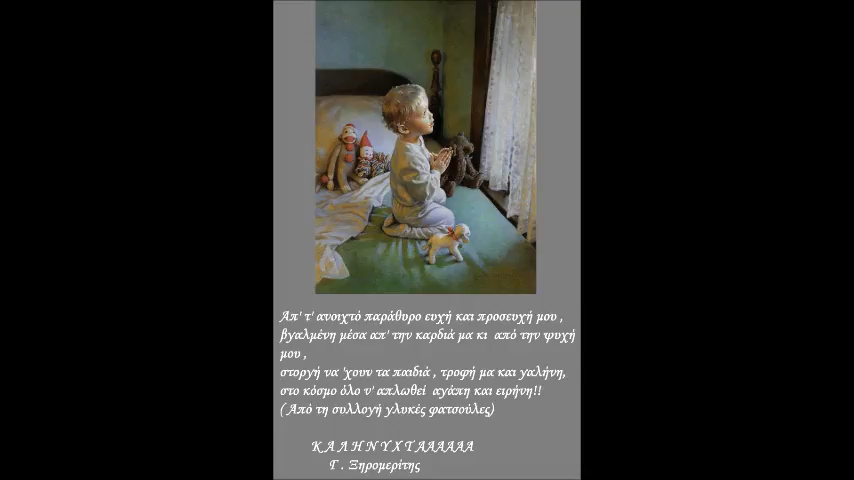 Απ' τ' ανοιχτό παράθυρο ευχή και προσευχή μου ,
βγαλμένη μέσα απ' την καρδιά μα κι από την ψυχή
μου ,
στοργή να 'χουν τα παιδιά , τροφή μα και γαλήνη,
στο κόσμο όλο ν' απλωθεί αγάπη και ειρήνη!!
( Από τη συλλογή γλυκές φατσούλες)
Κ Α Λ Η Ν Υ Χ Τ Α Α Α Α Α Α
Γ . Ξηρομερίτης